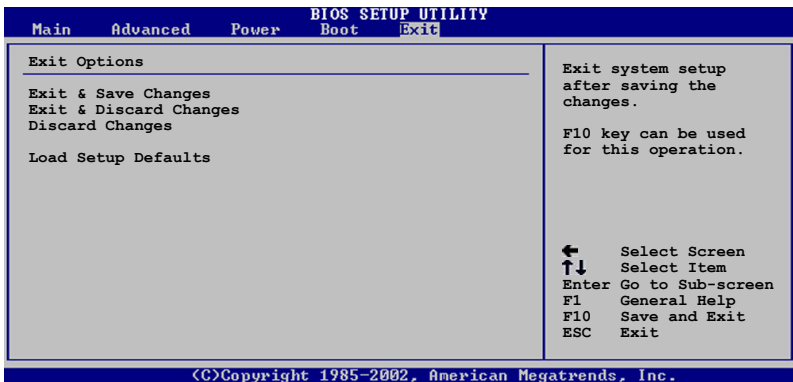 BIOS SETUP UTILITY
Main Advanced Power Boot Exit
Exit Options
Exit & Save Changes
Exit & Discard Changes
Discard Changes
Load Setup Defaults
Exit system setup
after saving the
changes.
F10 key can be used
for this operation.
← Select Screen
↑↓ Select Item
Enter Go to Sub-screen
F1 General Help
F10 Save and Exit
ESC Exit
(C)Copyright 1985-2002, American Megatrends, Inc.